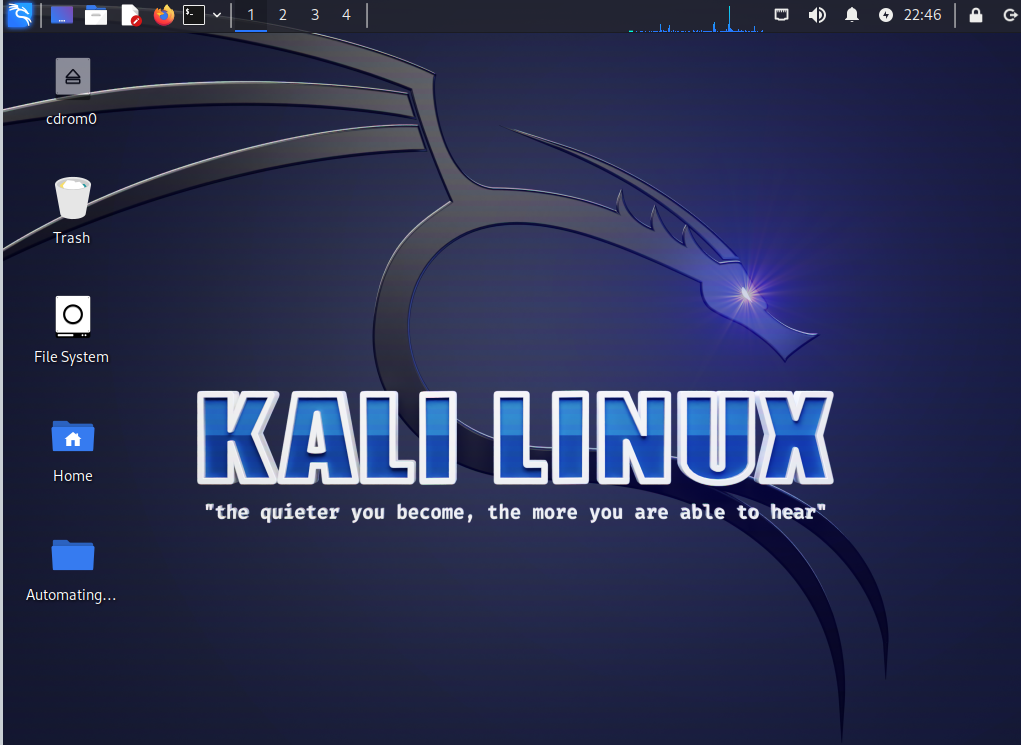 1 2 3 4 22:46
cdrom0
Trash
File System
Home
Automating...
KALI LINUX
"the quieter you become, the more you are able to hear"